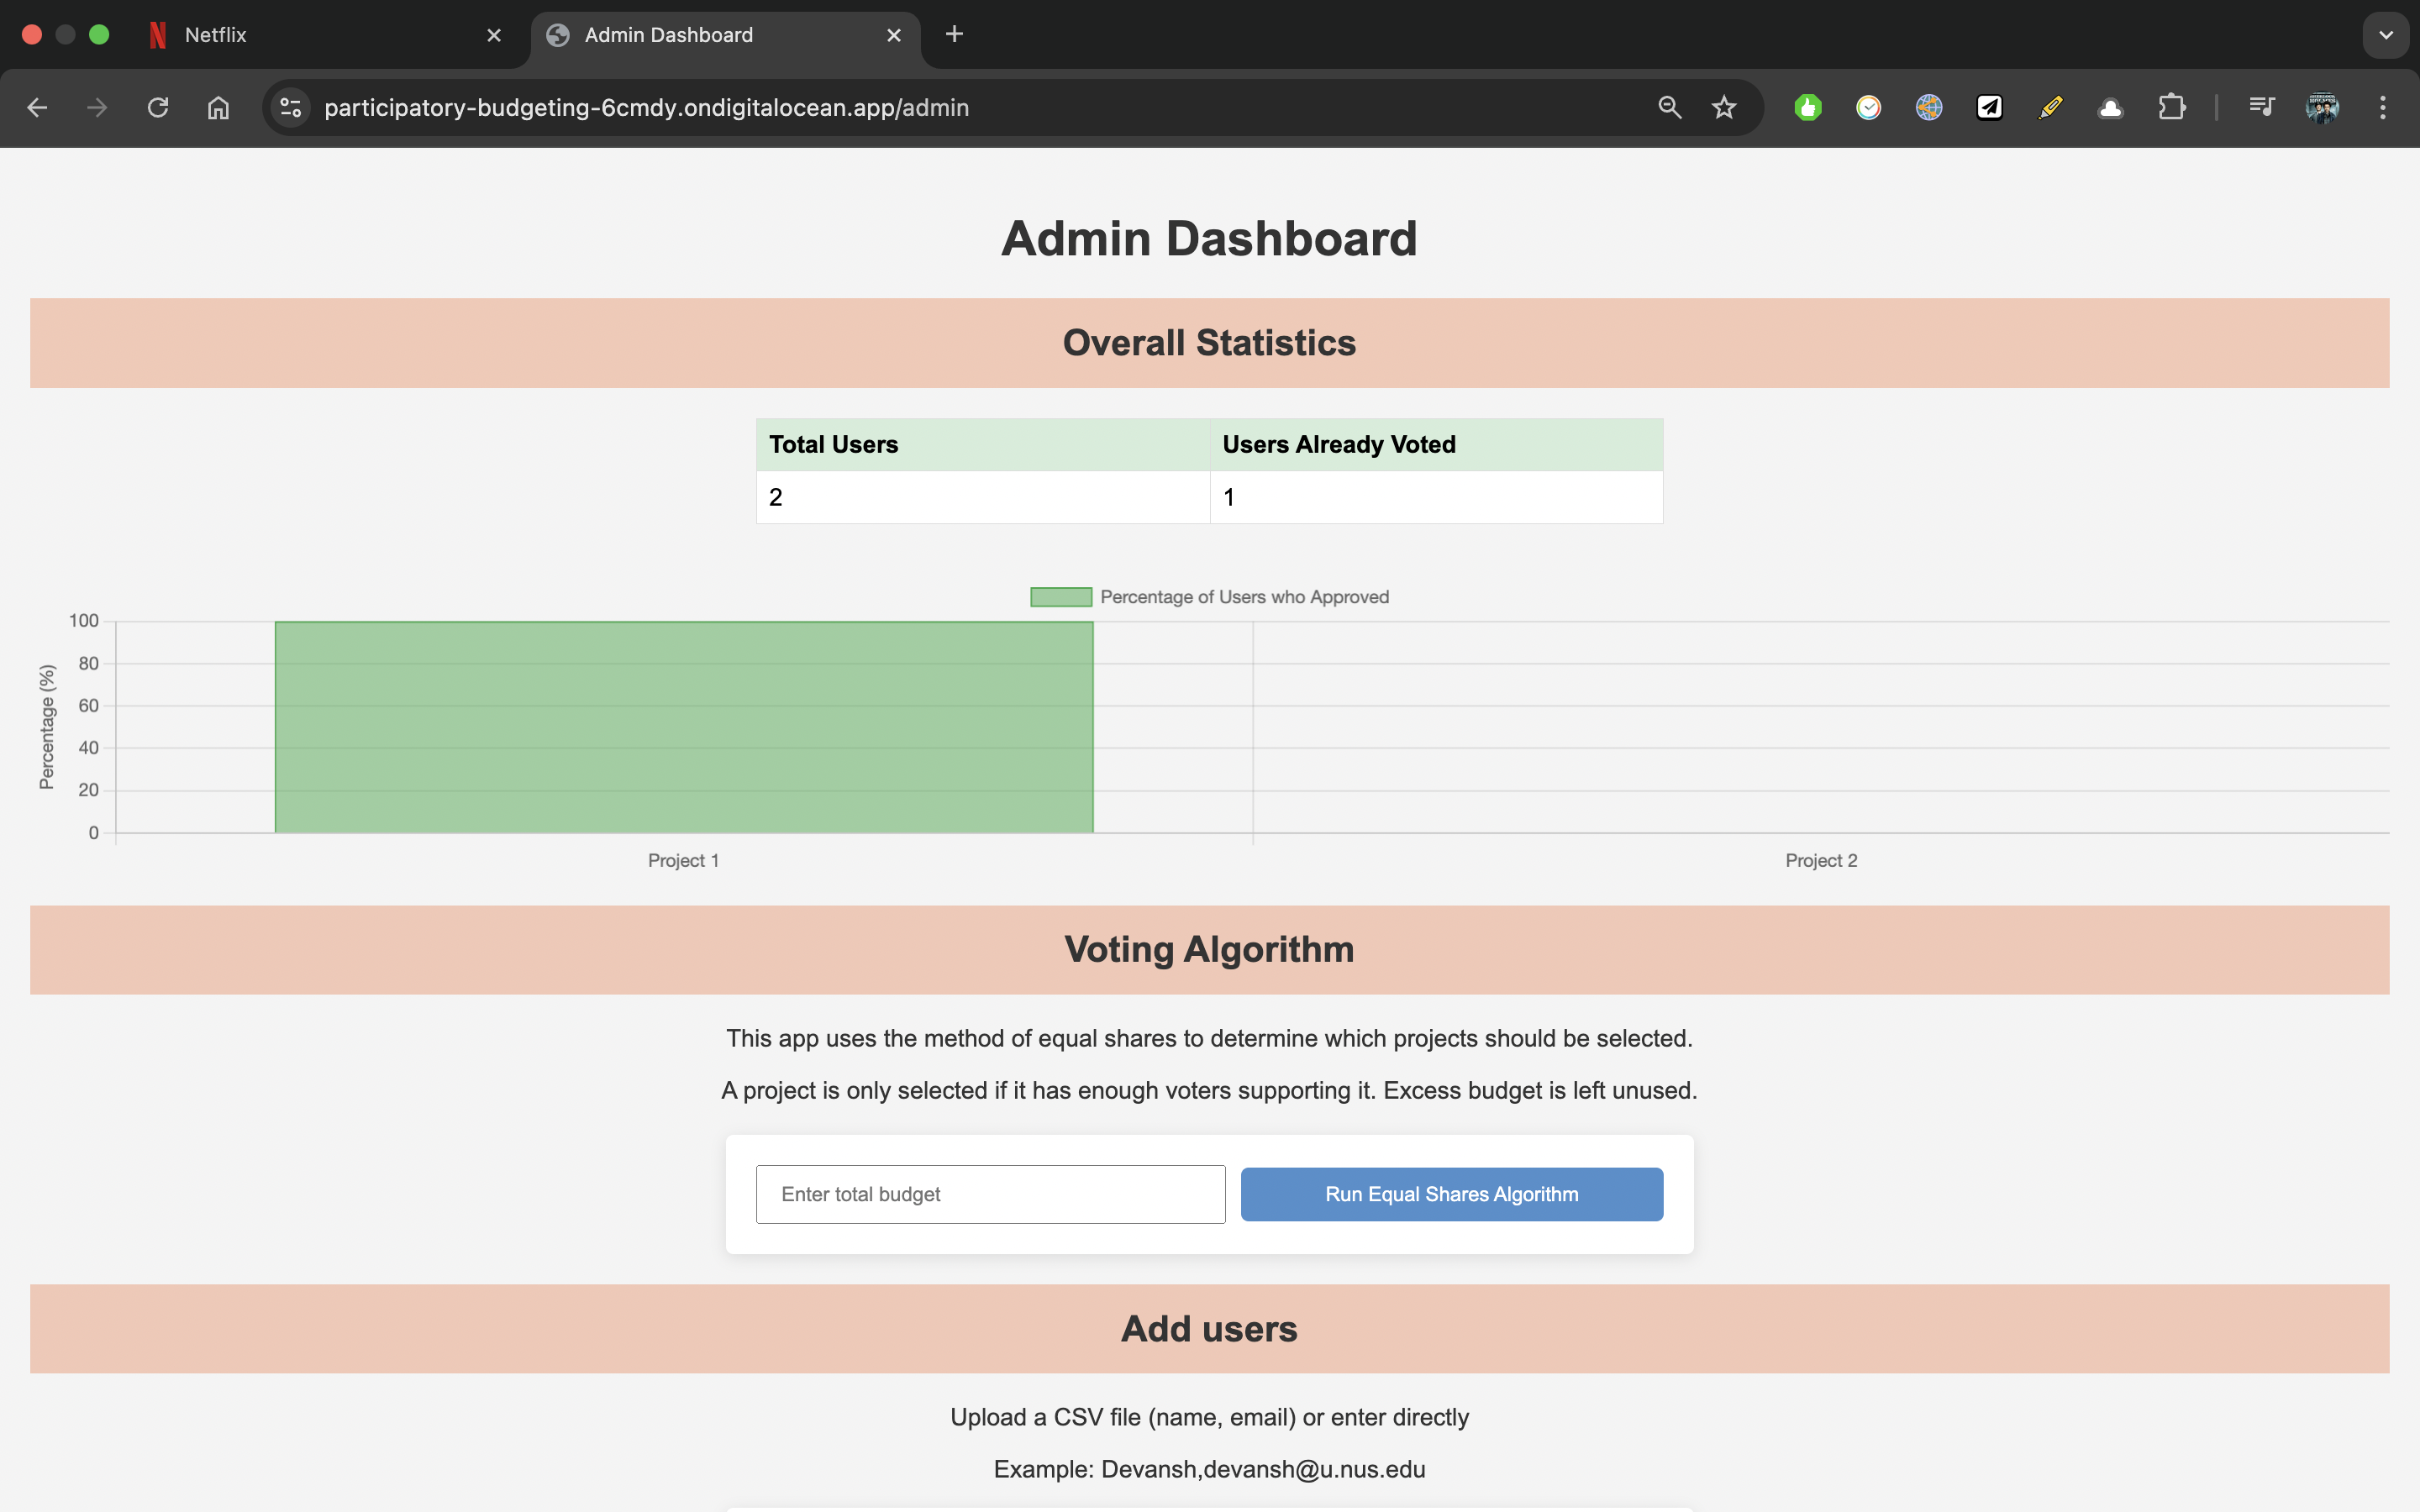 Netflix
Admin Dashboard
participatory-budgeting-6cmdy.ondigitalocean.app/admin
Admin Dashboard
Overall Statistics
Total Users Users Already Voted
2 1
Percentage of Users who Approved
100
80
60
40
20
0
Percentage (%)
Project 1 Project 2
Voting Algorithm
This app uses the method of equal shares to determine which projects should be selected.
A project is only selected if it has enough voters supporting it. Excess budget is left unused.
Enter total budget Run Equal Shares Algorithm
Add users
Upload a CSV file (name, email) or enter directly
Example: Devansh,devansh@u.nus.edu